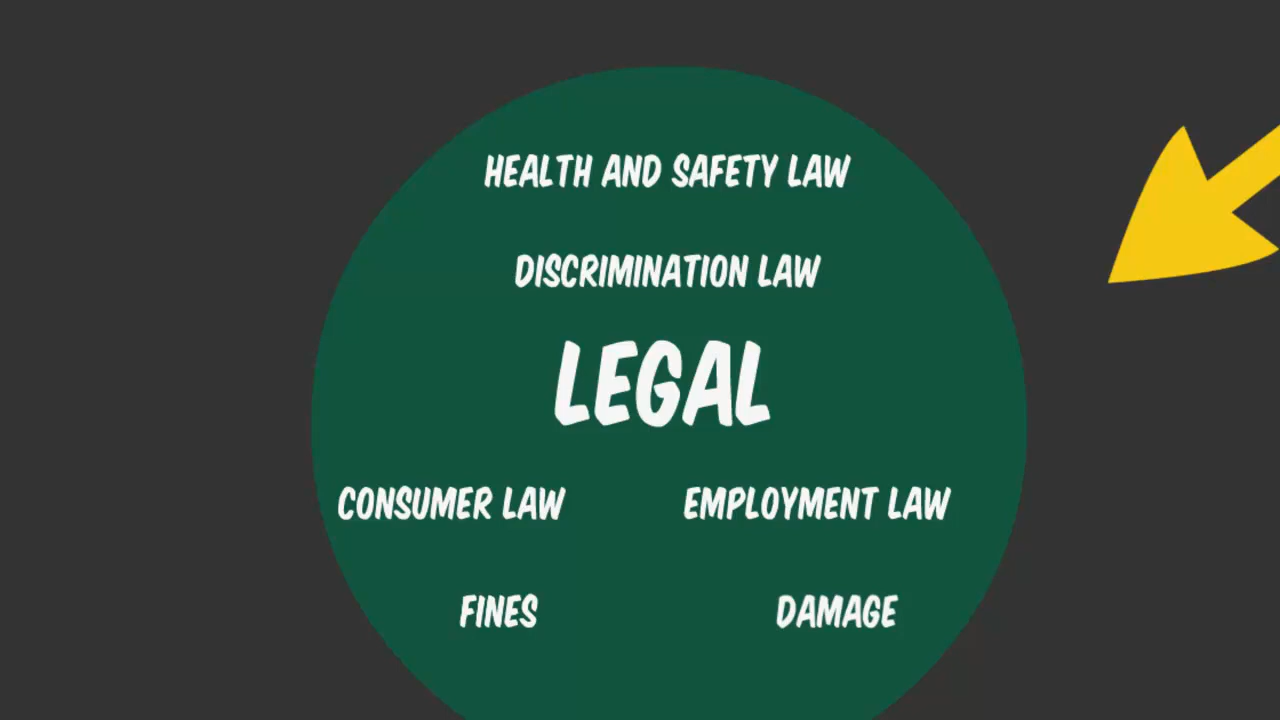 HEALTH AND SAFETY LAW
DISCRIMINATION LAW
LEGAL
CONSUMER LAW
EMPLOYMENT LAW
FINES
DAMAGE